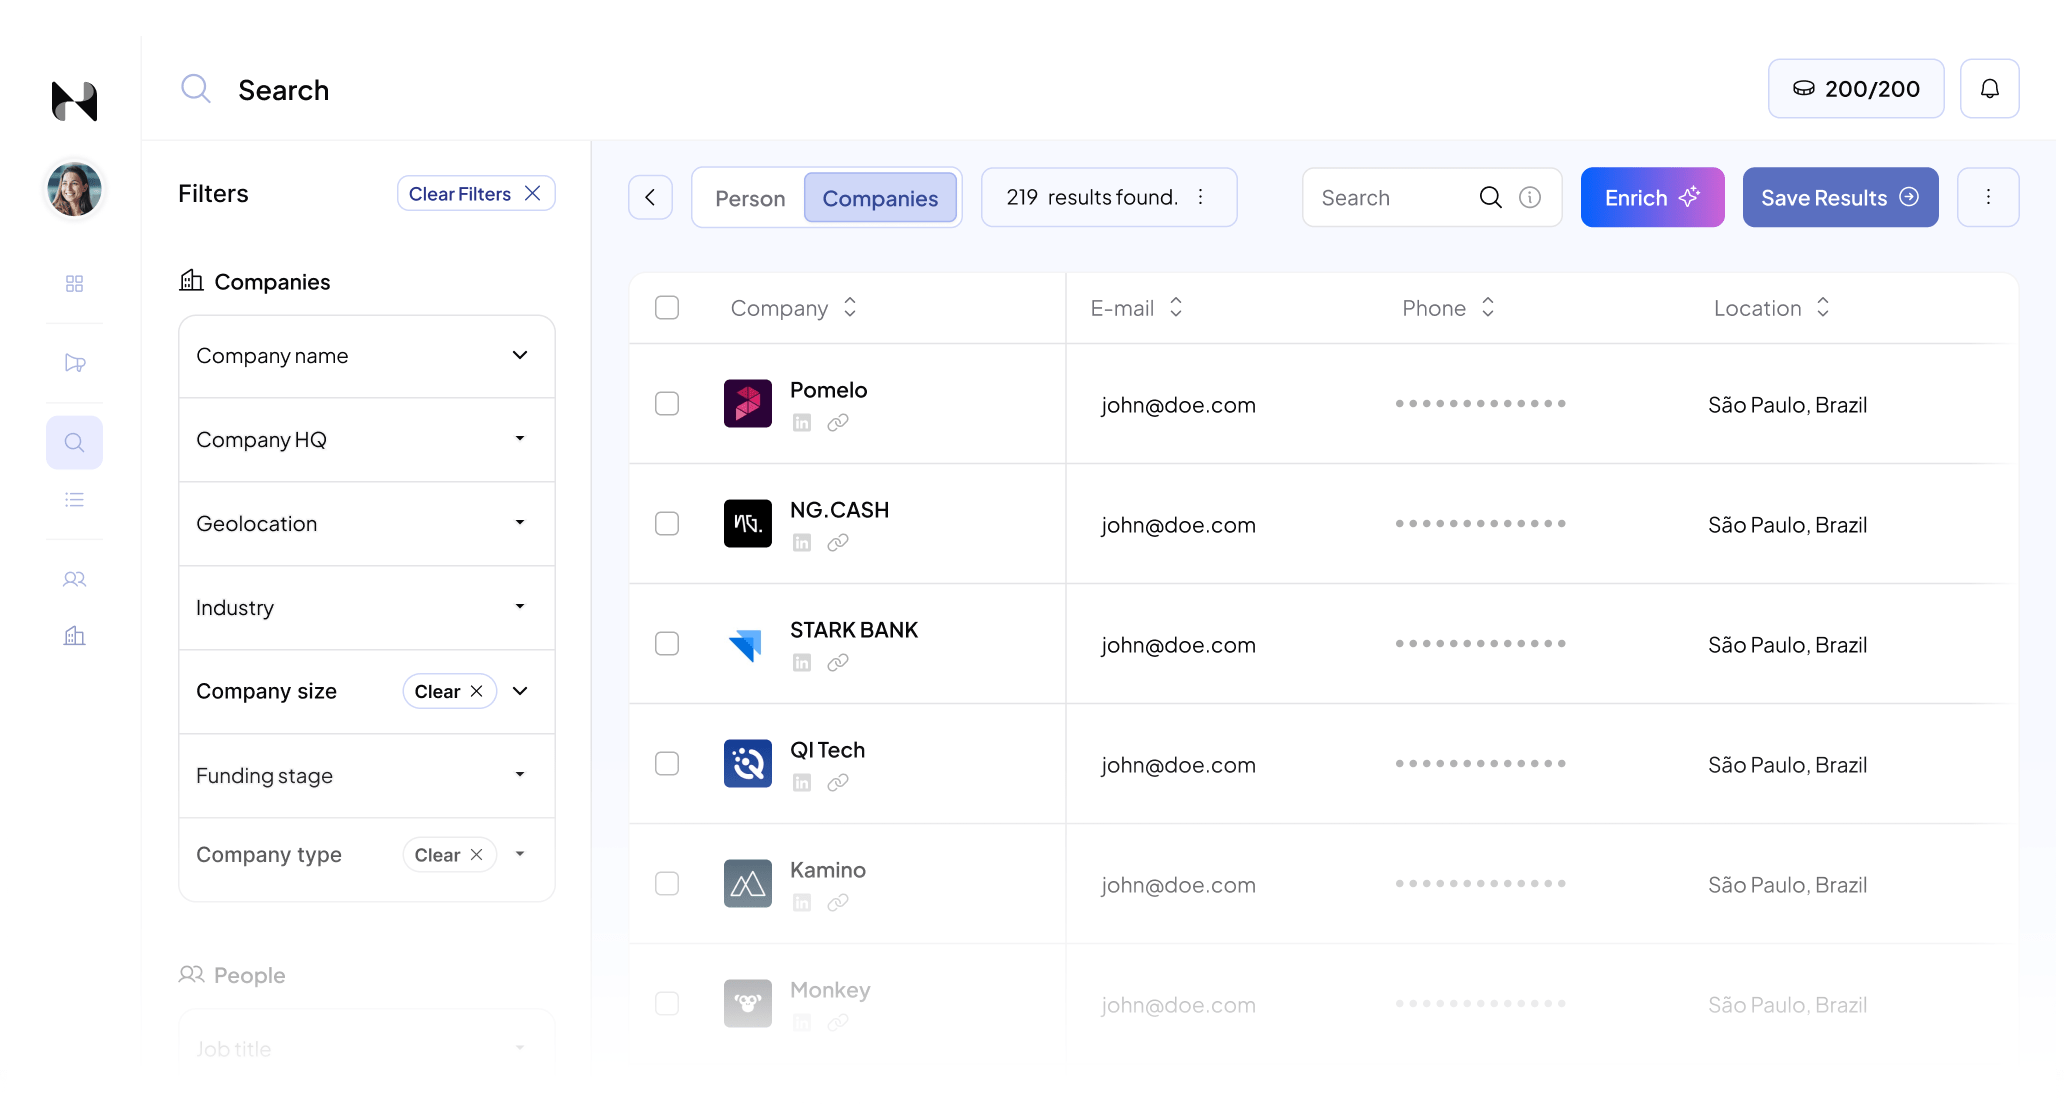 Search
200/200
Filters
Clear Filters
Companies
Company name
Company HQ
Geolocation
Industry
Company size
Clear
Funding stage
Company type
Clear
People
Job title
Person
Companies
219 results found.
Search
Enrich
Save Results
Company
E-mail
Phone
Location
Pomelo
john@doe.com
São Paulo, Brazil
NG.
NG.CASH
john@doe.com
São Paulo, Brazil
STARK BANK
john@doe.com
São Paulo, Brazil
QI Tech
john@doe.com
São Paulo, Brazil
Kamino
john@doe.com
São Paulo, Brazil
Monkey
john@doe.com
São Paulo, Brazil